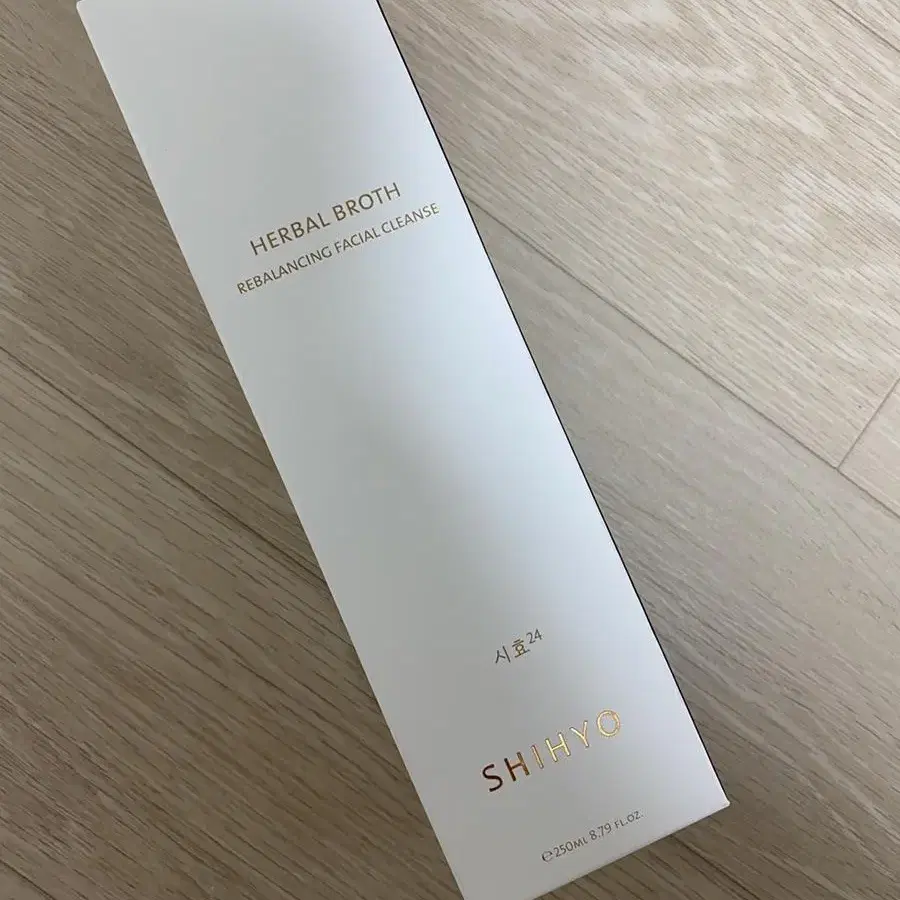 HERBAL BROTH
REBALANCING FACIAL CLEANSE
시효24
SHIHYO
℮250ML 8.79 FL.OZ.